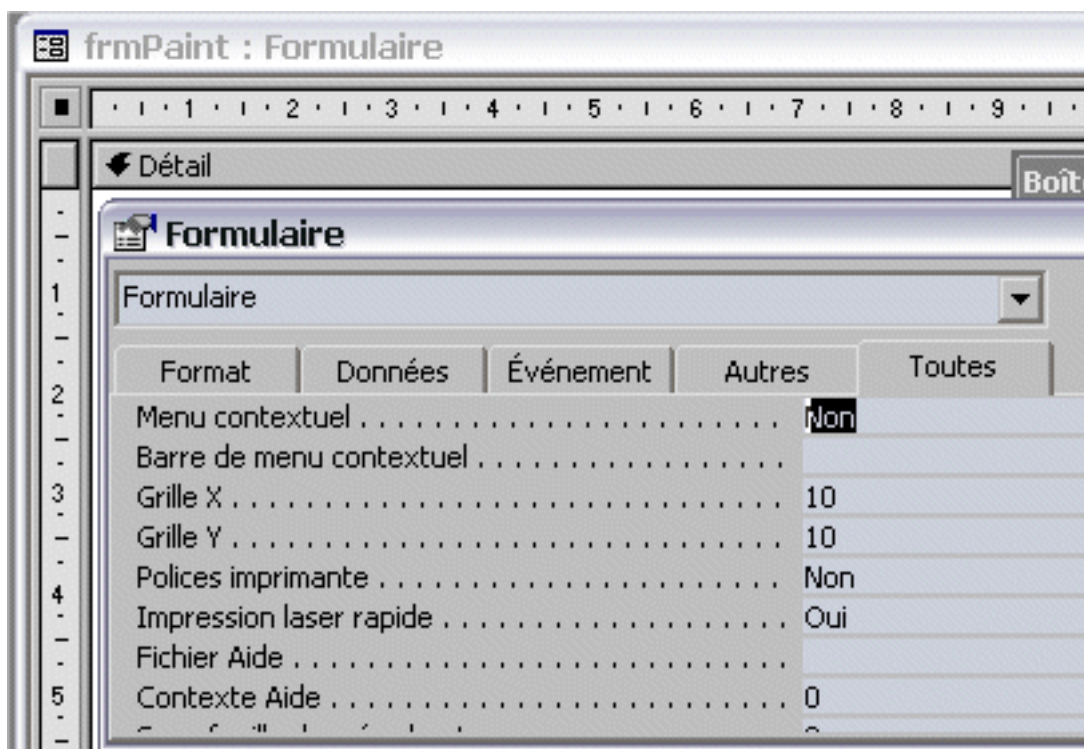 frmPaint : Formulaire
1 2 3 4 5 6 7 8 9
Détail
Boît
Formulaire
Formulaire
Format Données Événement Autres Toutes
Menu contextuel . . . . . . . . . . . . . . . . . . . . . . . Non
Barre de menu contextuel . . . . . . . . . . . . . . . . .
Grille X . . . . . . . . . . . . . . . . . . . . . . . . . . . . . 10
Grille Y . . . . . . . . . . . . . . . . . . . . . . . . . . . . . 10
Polices imprimante . . . . . . . . . . . . . . . . . . . . . . Non
Impression laser rapide . . . . . . . . . . . . . . . . . . . Oui
Fichier Aide . . . . . . . . . . . . . . . . . . . . . . . . . . .
Contexte Aide . . . . . . . . . . . . . . . . . . . . . . . . . 0
1
2
3
4
5